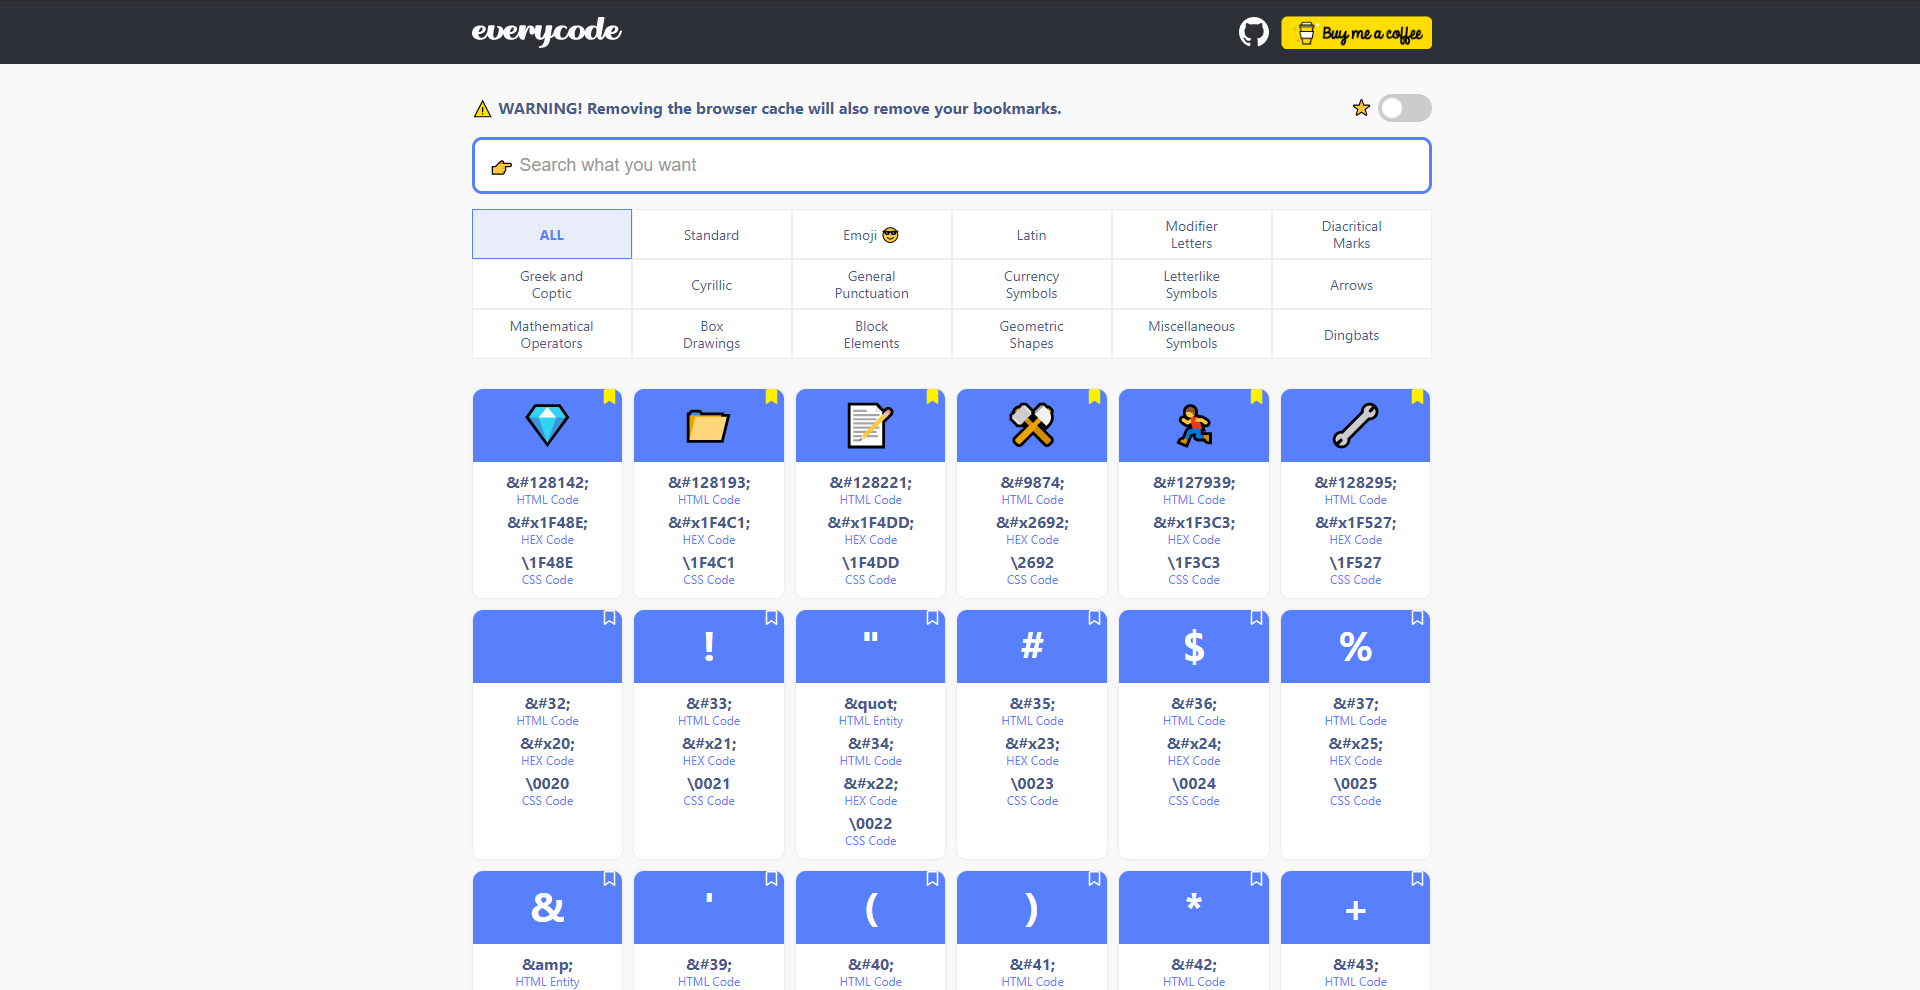 everycode
Buy me a coffee
WARNING! Removing the browser cache will also remove your bookmarks.
Search what you want
ALL
Standard
Emoji 😎
Latin
Modifier
Letters
Diacritical
Marks
Greek and
Coptic
Cyrillic
General
Punctuation
Currency
Symbols
Letterlike
Symbols
Arrows
Mathematical
Operators
Box
Drawings
Block
Elements
Geometric
Shapes
Miscellaneous
Symbols
Dingbats
&#128142;
HTML Code
&#x1F48E;
HEX Code
\1F48E
CSS Code
&#128193;
HTML Code
&#x1F4C1;
HEX Code
\1F4C1
CSS Code
&#128221;
HTML Code
&#x1F4DD;
HEX Code
\1F4DD
CSS Code
&#9874;
HTML Code
&#x2692;
HEX Code
\2692
CSS Code
&#127939;
HTML Code
&#x1F3C3;
HEX Code
\1F3C3
CSS Code
&#128295;
HTML Code
&#x1F527;
HEX Code
\1F527
CSS Code
&#32;
HTML Code
&#x20;
HEX Code
\0020
CSS Code
!
&#33;
HTML Code
&#x21;
HEX Code
\0021
CSS Code
"
&quot;
HTML Entity
&#34;
HTML Code
&#x22;
HEX Code
\0022
CSS Code
#
&#35;
HTML Code
&#x23;
HEX Code
\0023
CSS Code
$
&#36;
HTML Code
&#x24;
HEX Code
\0024
CSS Code
%
&#37;
HTML Code
&#x25;
HEX Code
\0025
CSS Code
&
&amp;
HTML Entity
'
&#39;
HTML Code
(
&#40;
HTML Code
)
&#41;
HTML Code
*
&#42;
HTML Code
+
&#43;
HTML Code